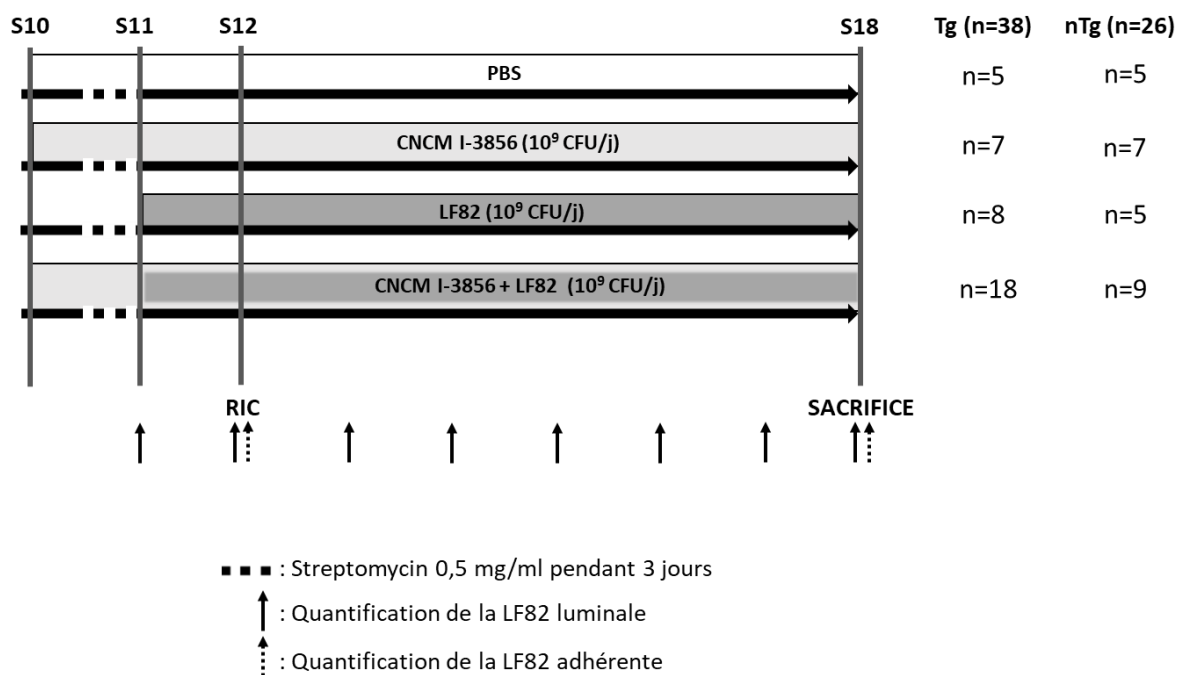 S10 S11 S12 S18 Tg (n=38) nTg (n=26)
PBS n=5 n=5
CNCM I-3856 (10⁹ CFU/j) n=7 n=7
LF82 (10⁹ CFU/j) n=8 n=5
CNCM I-3856 + LF82 (10⁹ CFU/j) n=18 n=9
RIC SACRIFICE
: Streptomycin 0,5 mg/ml pendant 3 jours
: Quantification de la LF82 luminale
: Quantification de la LF82 adhérente